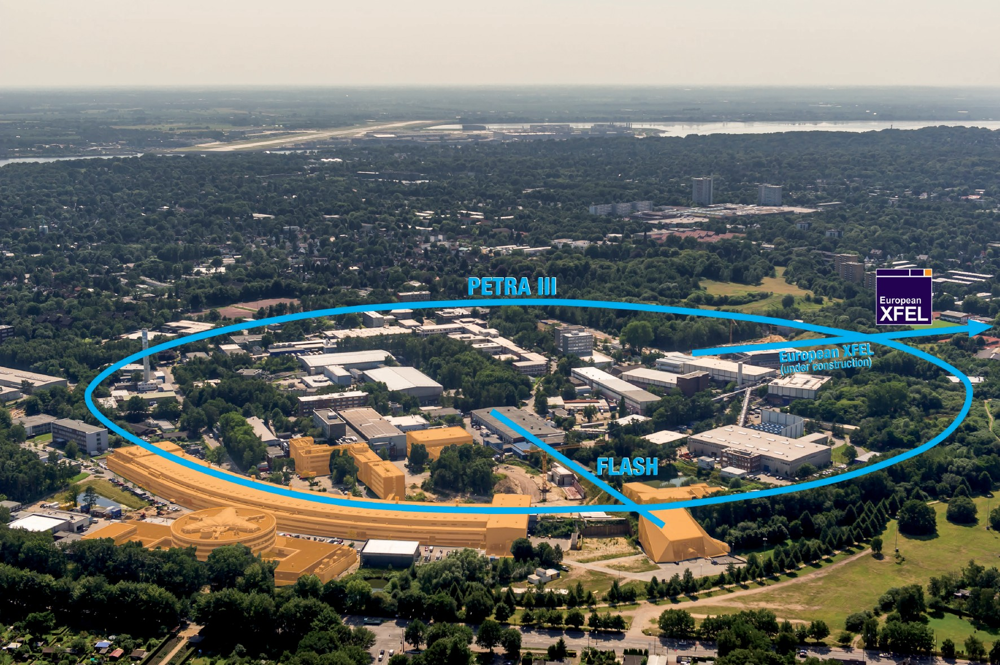 PETRA III
European
XFEL
European XFEL
(under construction)
FLASH